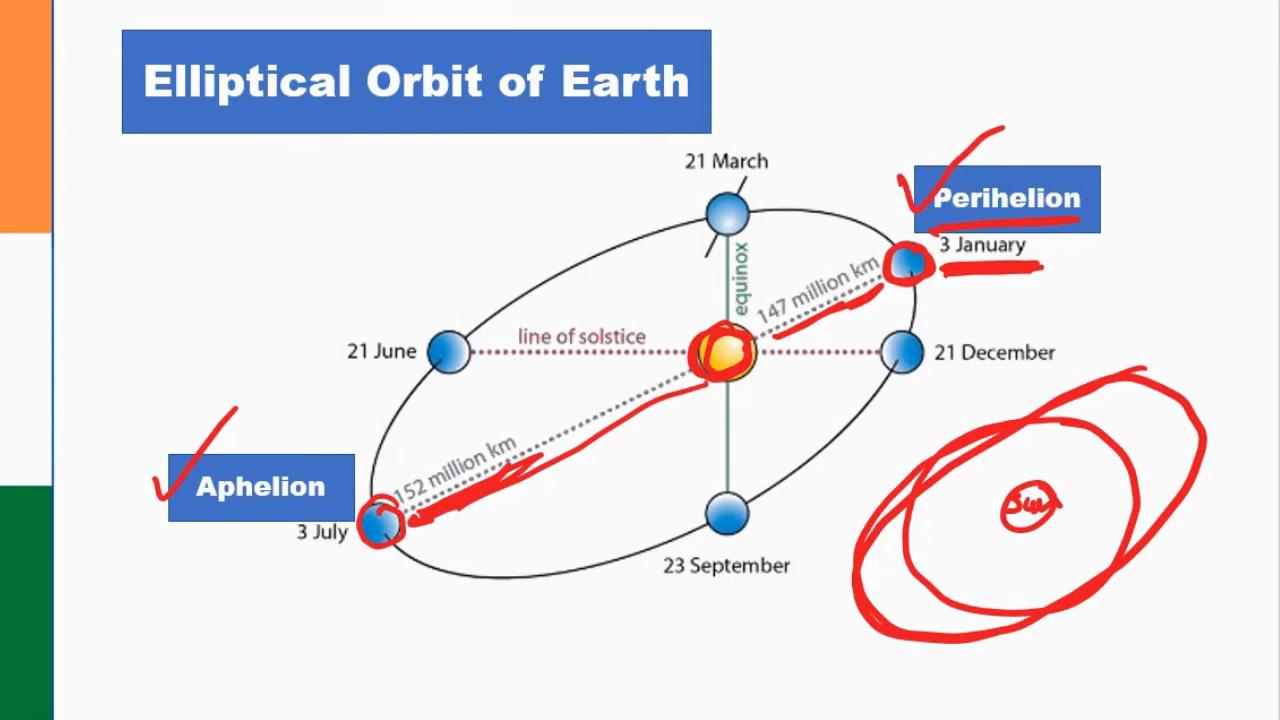 Elliptical Orbit of Earth
21 March
Perihelion
3 January
equinox
147 million km
line of solstice
21 June
21 December
152 million km
Aphelion
3 July
23 September
Sun